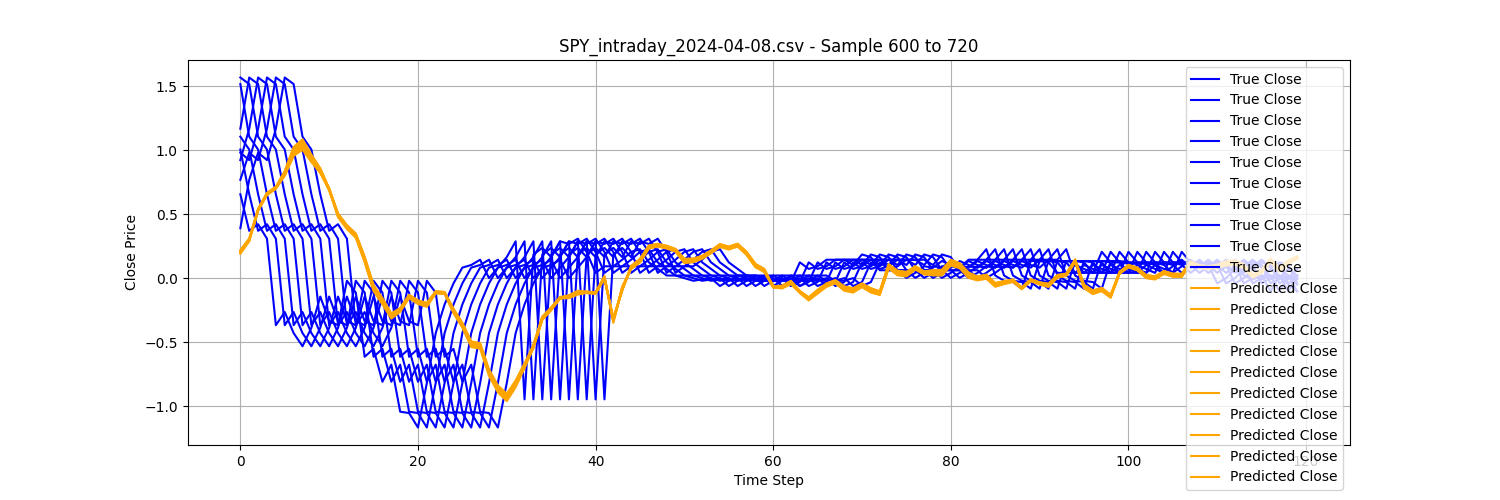 SPY_intraday_2024-04-08.csv - Sample 600 to 720
Close Price
1.5
1.0
0.5
0.0
−0.5
−1.0
0
20
40
60
80
100
120
Time Step
True Close
True Close
True Close
True Close
True Close
True Close
True Close
True Close
True Close
True Close
Predicted Close
Predicted Close
Predicted Close
Predicted Close
Predicted Close
Predicted Close
Predicted Close
Predicted Close
Predicted Close
Predicted Close